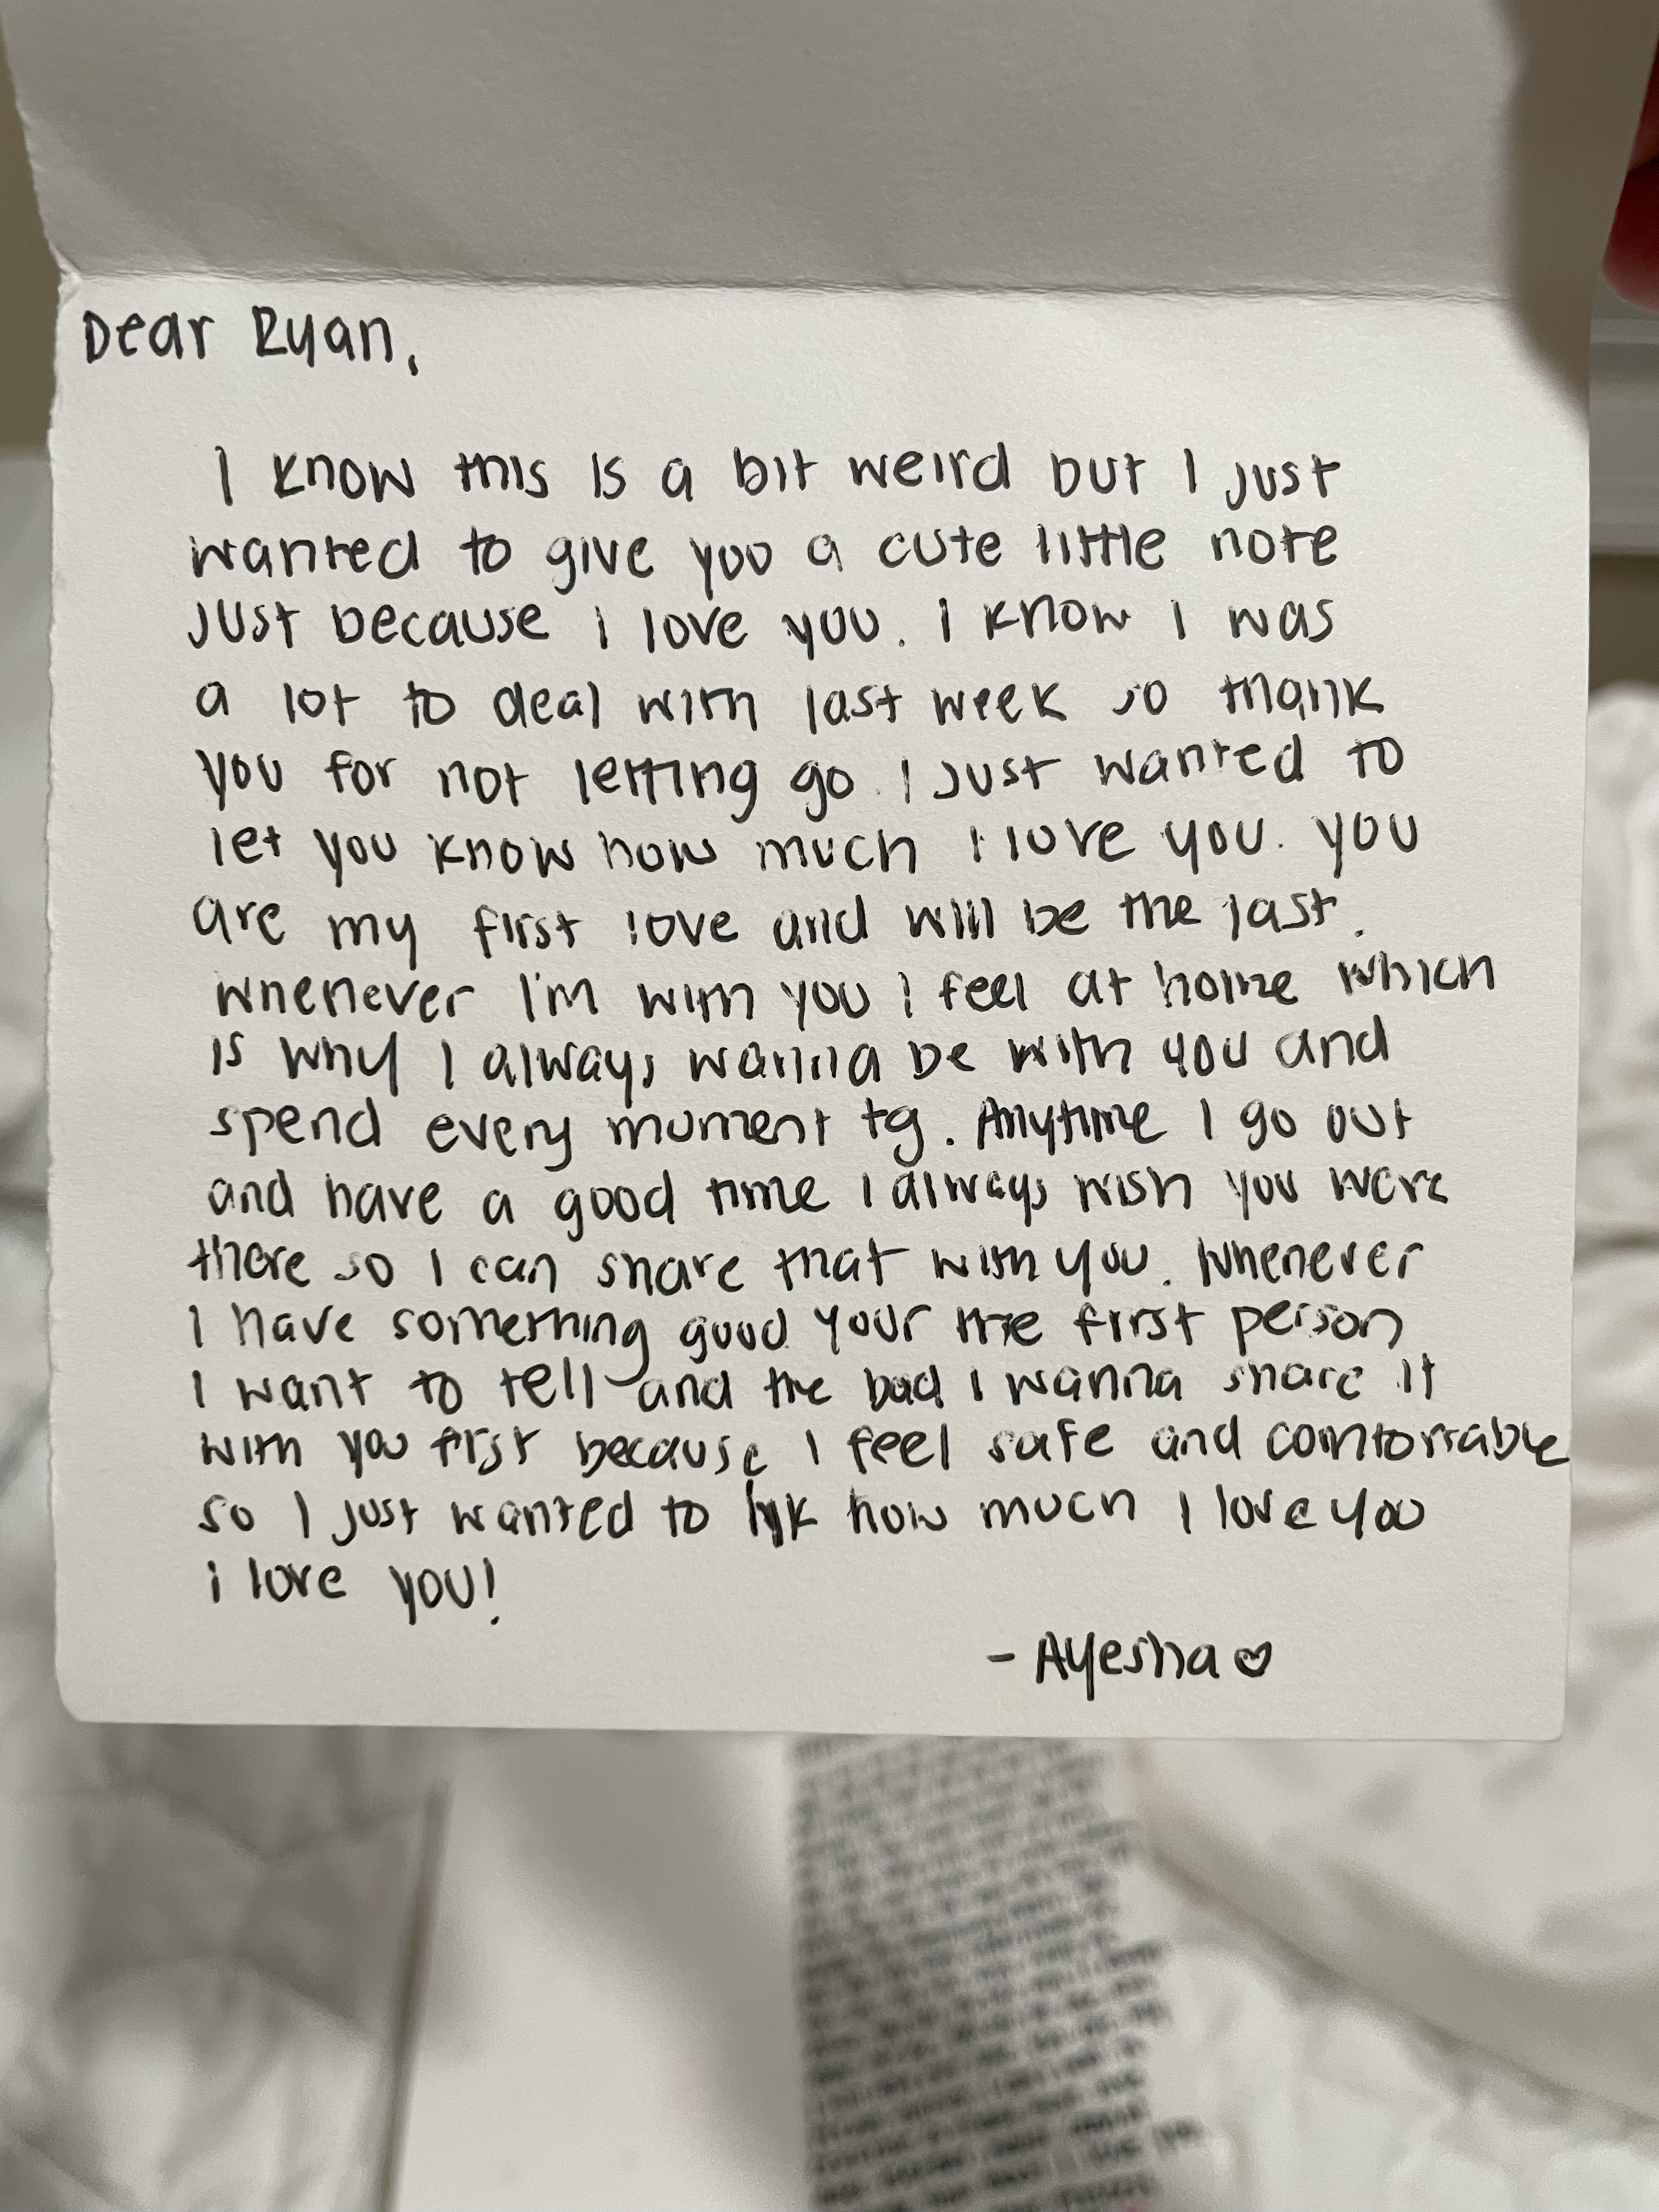 Dear Ryan,
I know this is a bit weird but I just
wanted to give you a cute little note
just because i love you. I know I was
a lot to deal with last week so thank
you for not letting go. I just wanted to
let you know how much I love you. you
are my first love and will be the last.
whenever I'm with you I feel at home which
is why I always wanna be with you and
spend every moment tg. Anytime I go out
and have a good time I always wish you were
there so I can share that with you. Whenever
I have something good your the first person
I want to tell and the bad I wanna share it
with you first because I feel safe and comfortable
so I just wanted to lyk how much I love you
i love you!
- Ayesha ♡